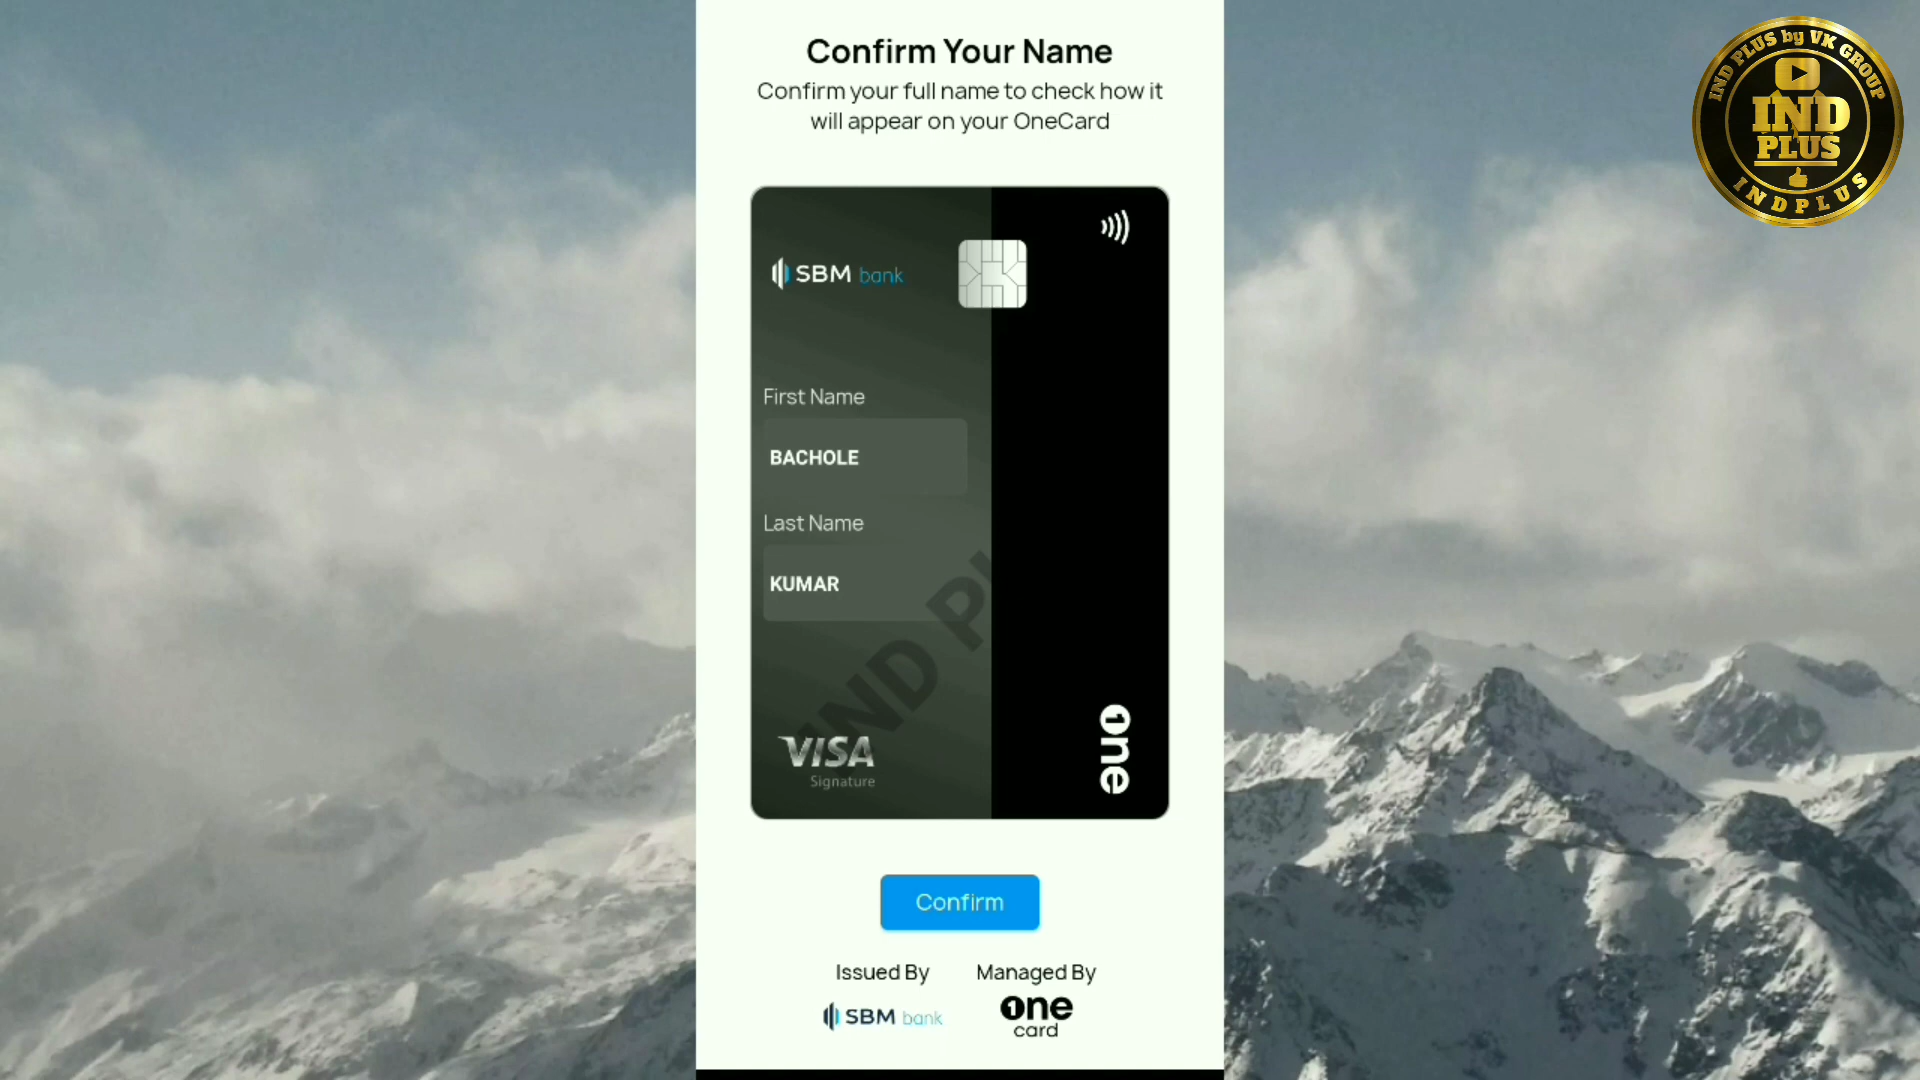 Confirm Your Name
Confirm your full name to check how it
will appear on your OneCard
SBM bank
First Name
BACHOLE
Last Name
KUMAR
IND PL
VISA
Signature
one
Confirm
Issued By
Managed By
SBM bank
one
card
IND PLUS by VK GROUP
IND
PLUS
INDPLUS